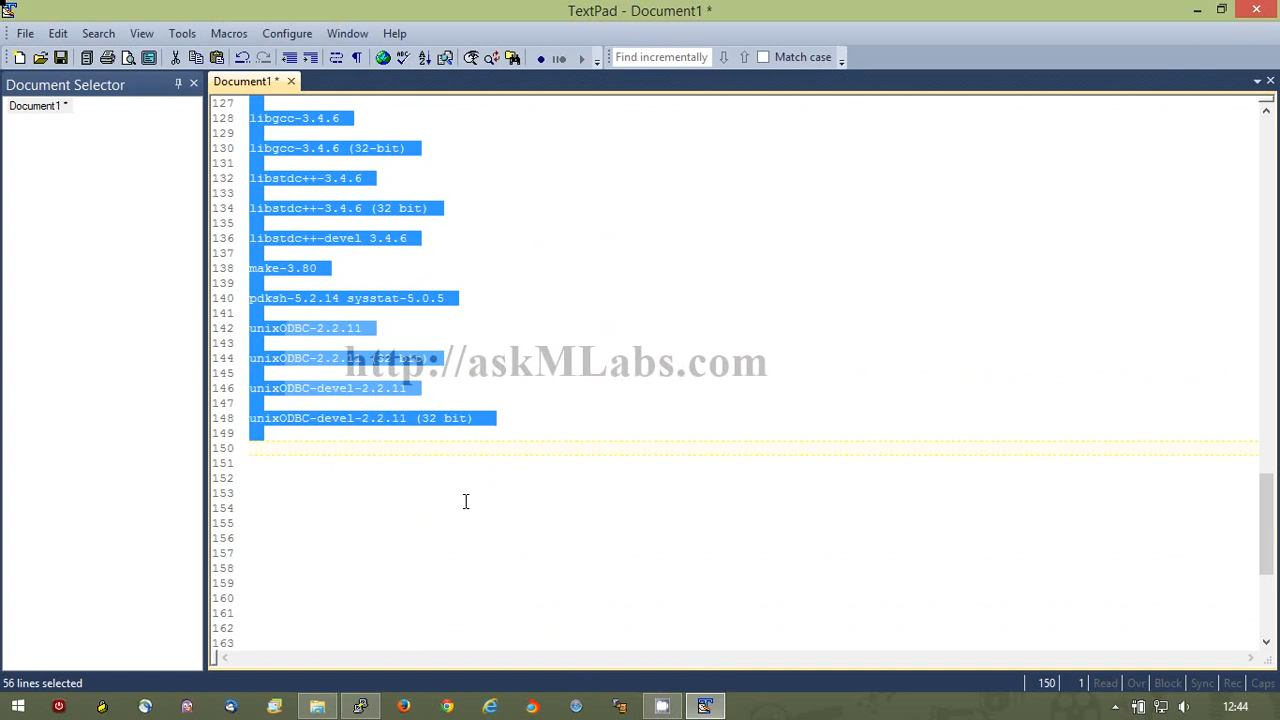 TextPad - Document1 *
File Edit Search View Tools Macros Configure Window Help
Find incrementally Match case
Document Selector
Document1 *
Document1 *
127
128 libgcc-3.4.6
129
130 libgcc-3.4.6 (32-bit)
131
132 libstdc++-3.4.6
133
134 libstdc++-3.4.6 (32 bit)
135
136 libstdc++-devel 3.4.6
137
138 make-3.80
139
140 pdksh-5.2.14 sysstat-5.0.5
141
142 unixODBC-2.2.11
143
144 unixODBC-2.2.11 (32 bit)
http://askMLabs.com
145
146 unixODBC-devel-2.2.11
147
148 unixODBC-devel-2.2.11 (32 bit)
149
150
151
152
153
154
155
156
157
158
159
160
161
162
163
56 lines selected 150 1 Read Ovr Block Sync Rec Caps
12:44